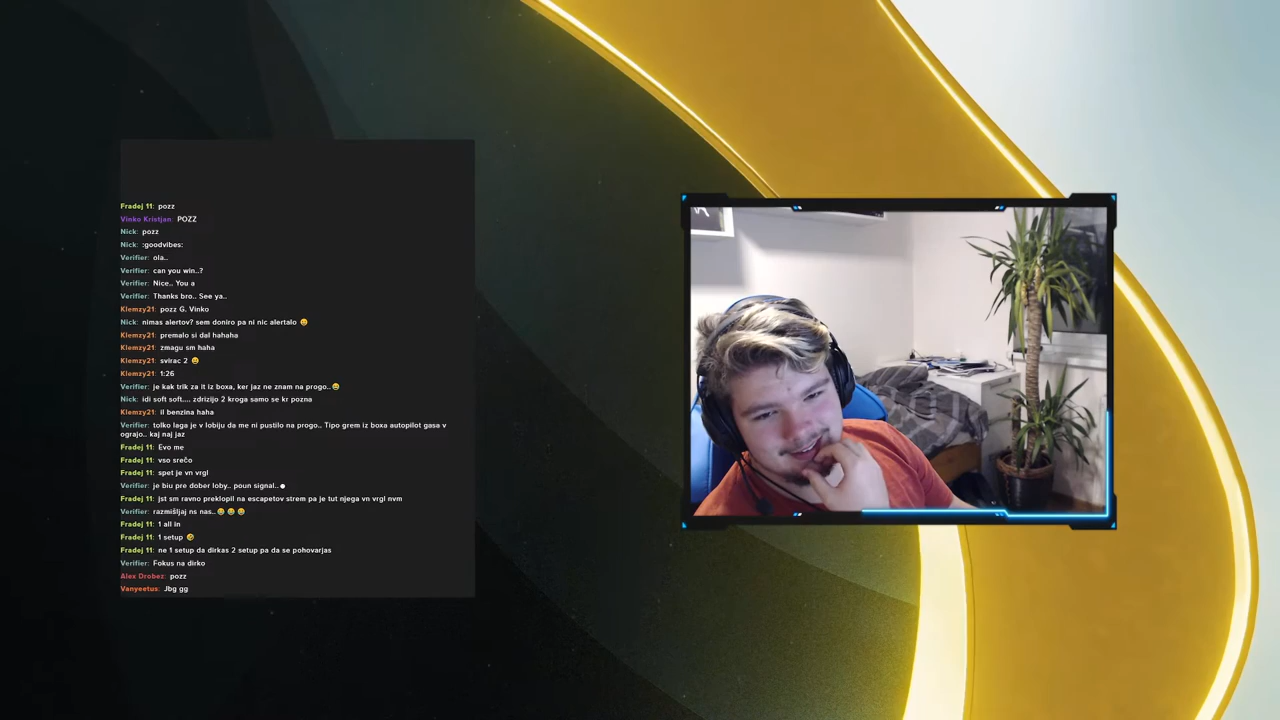 Fradej 11: pozz
Vinko Kristjan: POZZ
Nick: pozz
Nick: :goodvibes:
Verifier: ola..
Verifier: can you win..?
Verifier: Nice.. You a
Verifier: Thanks bro.. See ya..
Klemzy21: pozz G. Vinko
Nick: nimas alertov? sem doniro pa ni nic alertalo 😀
Klemzy21: premalo si dal hahaha
Klemzy21: zmagu sm haha
Klemzy21: svirac 2 😀
Klemzy21: 1:26
Verifier: je kak trik za it iz boxa, ker jaz ne znam na progo..😅
Nick: idi soft soft.... zdrizijo 2 kroga samo se kr pozna
Klemzy21: il benzina haha
Verifier: tolko laga je v lobiju da me ni pustilo na progo.. Tipo grem iz boxa autopilot gasa v
ograjo.. kaj naj jaz
Fradej 11: Evo me
Fradej 11: vso srečo
Fradej 11: spet je vn vrgl
Verifier: je biu pre dober loby.. poun signal..
Fradej 11: jst sm ravno preklopil na escapetov strem pa je tut njega vn vrgl nvm
Verifier: razmišljaj ns nas..😂😂😂
Fradej 11: 1 all in
Fradej 11: 1 setup 🤣
Fradej 11: ne 1 setup da dirkas 2 setup pa da se pohovarjas
Verifier: Fokus na dirko
Alex Drobez: pozz
Vanyeetus: Jbg gg